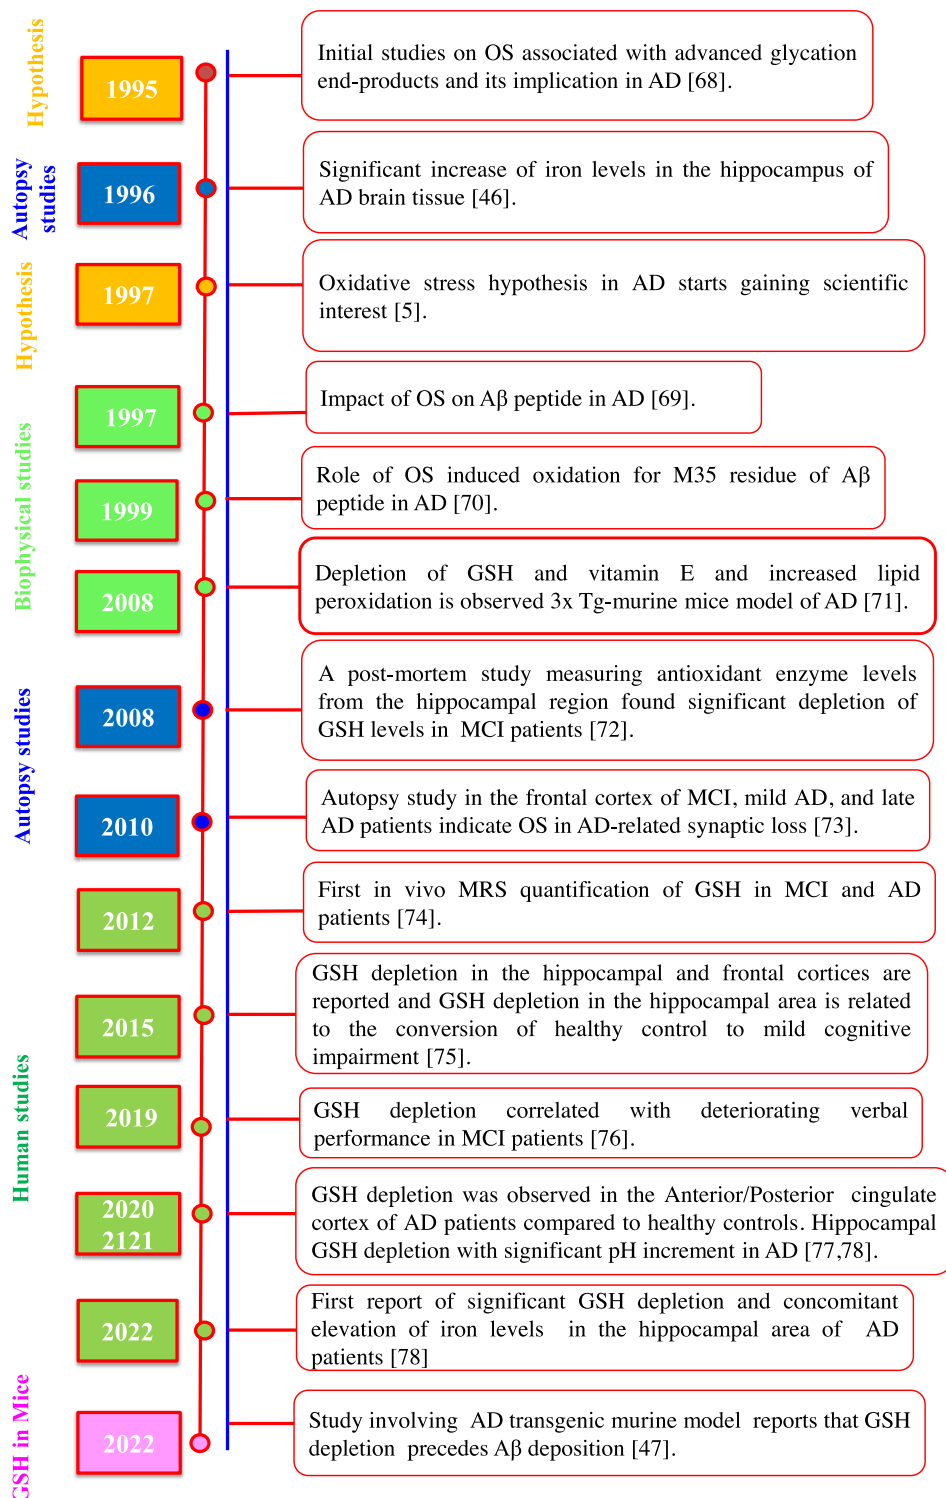 Hypothesis
1995
Initial studies on OS associated with advanced glycation
end-products and its implication in AD [68].
Autopsy
studies
1996
Significant increase of iron levels in the hippocampus of
AD brain tissue [46].
Hypothesis
1997
Oxidative stress hypothesis in AD starts gaining scientific
interest [5].
Biophysical studies
1997
Impact of OS on Aβ peptide in AD [69].
1999
Role of OS induced oxidation for M35 residue of Aβ
peptide in AD [70].
2008
Depletion of GSH and vitamin E and increased lipid
peroxidation is observed 3x Tg-murine mice model of AD [71].
Autopsy studies
2008
A post-mortem study measuring antioxidant enzyme levels
from the hippocampal region found significant depletion of
GSH levels in MCI patients [72].
2010
Autopsy study in the frontal cortex of MCI, mild AD, and late
AD patients indicate OS in AD-related synaptic loss [73].
Human studies
2012
First in vivo MRS quantification of GSH in MCI and AD
patients [74].
2015
GSH depletion in the hippocampal and frontal cortices are
reported and GSH depletion in the hippocampal area is related
to the conversion of healthy control to mild cognitive
impairment [75].
2019
GSH depletion correlated with deteriorating verbal
performance in MCI patients [76].
2020
2121
GSH depletion was observed in the Anterior/Posterior cingulate
cortex of AD patients compared to healthy controls. Hippocampal
GSH depletion with significant pH increment in AD [77,78].
2022
First report of significant GSH depletion and concomitant
elevation of iron levels in the hippocampal area of AD
patients [78]
GSH in Mice
2022
Study involving AD transgenic murine model reports that GSH
depletion precedes Aβ deposition [47].